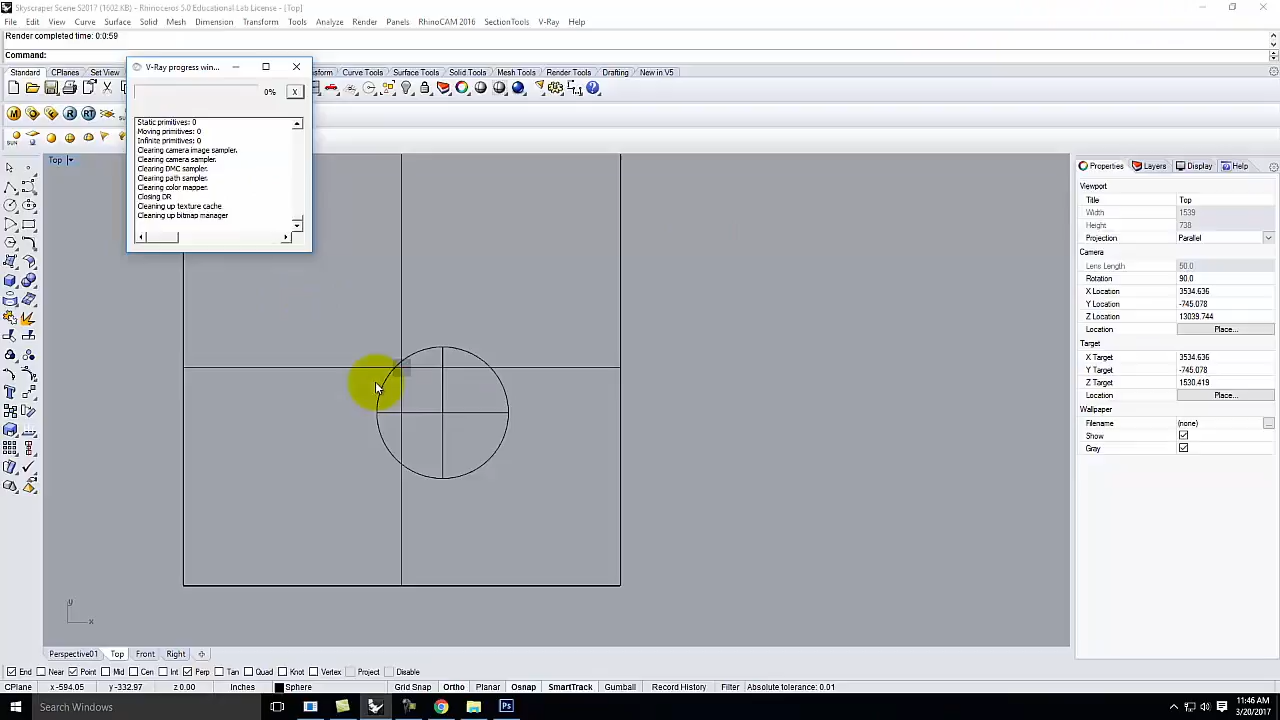 Skyscraper Scene S2017 (1602 KB) - Rhinoceros 5.0 Educational Lab License - [Top]
File Edit View Curve Surface Solid Mesh Dimension Transform Tools Analyze Render Panels RhinoCAM 2016 SectionTools V-Ray Help
Render completed time: 0:0:59
Command:
Standard CPlanes Set View sform Curve Tools Surface Tools Solid Tools Mesh Tools Render Tools Drafting New in V5
V-Ray progress win...
0%
X
Static primitives: 0
Moving primitives: 0
Infinite primitives: 0
Clearing camera image sampler.
Clearing camera sampler.
Clearing DMC sampler.
Clearing path sampler.
Clearing color mapper.
Closing DR
Cleaning up texture cache
Cleaning up bitmap manager
M R RT
SUN
Top
Properties Layers Display Help
Viewport
Title Top
Width 1539
Height 738
Projection Parallel
Camera
Lens Length 50.0
Rotation 90.0
X Location 3534.636
Y Location -745.078
Z Location 13039.744
Location Place...
Target
X Target 3534.636
Y Target -745.078
Z Target 1530.419
Location Place...
Wallpaper
Filename (none) ...
Show
Gray
y
x
Perspective01 Top Front Right
End Near Point Mid Cen Int Perp Tan Quad Knot Vertex Project Disable
CPlane x -594.05 y -332.97 z 0.00 Inches Sphere Grid Snap Ortho Planar Osnap SmartTrack Gumball Record History Filter Absolute tolerance: 0.01
Search Windows
11:46 AM
3/20/2017